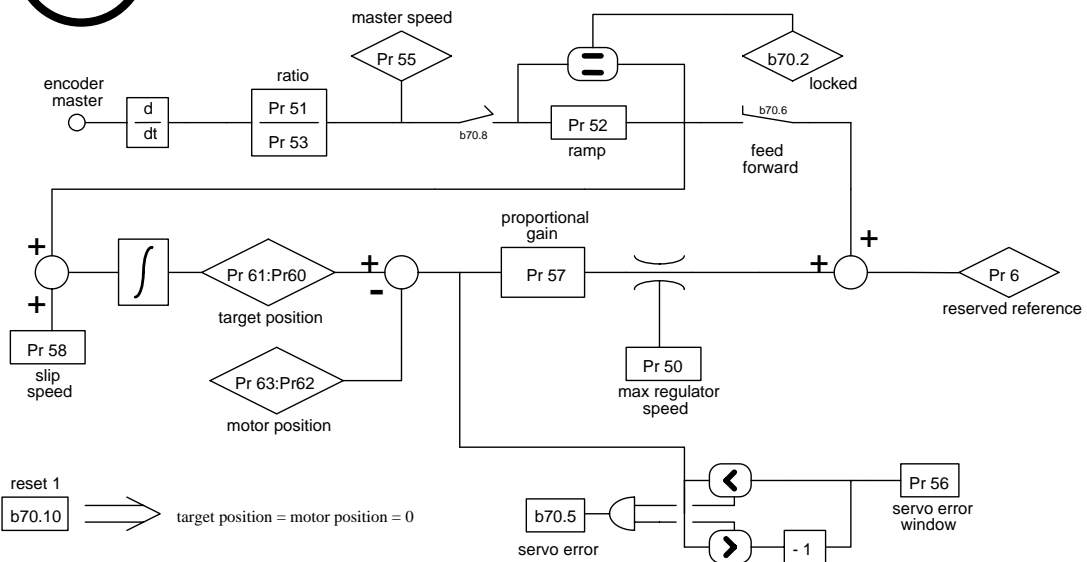 master speed
Pr 55
b70.2
locked
encoder
master
d
dt
ratio
Pr 51
Pr 53
b70.8
Pr 52
ramp
b70.6
feed
forward
+
+
Pr 58
slip
speed
Pr 61:Pr60
target position
+
-
Pr 63:Pr62
motor position
proportional
gain
Pr 57
Pr 50
max regulator
speed
+
+
Pr 6
reserved reference
reset 1
b70.10
target position = motor position = 0
b70.5
servo error
<
>
- 1
Pr 56
servo error
window